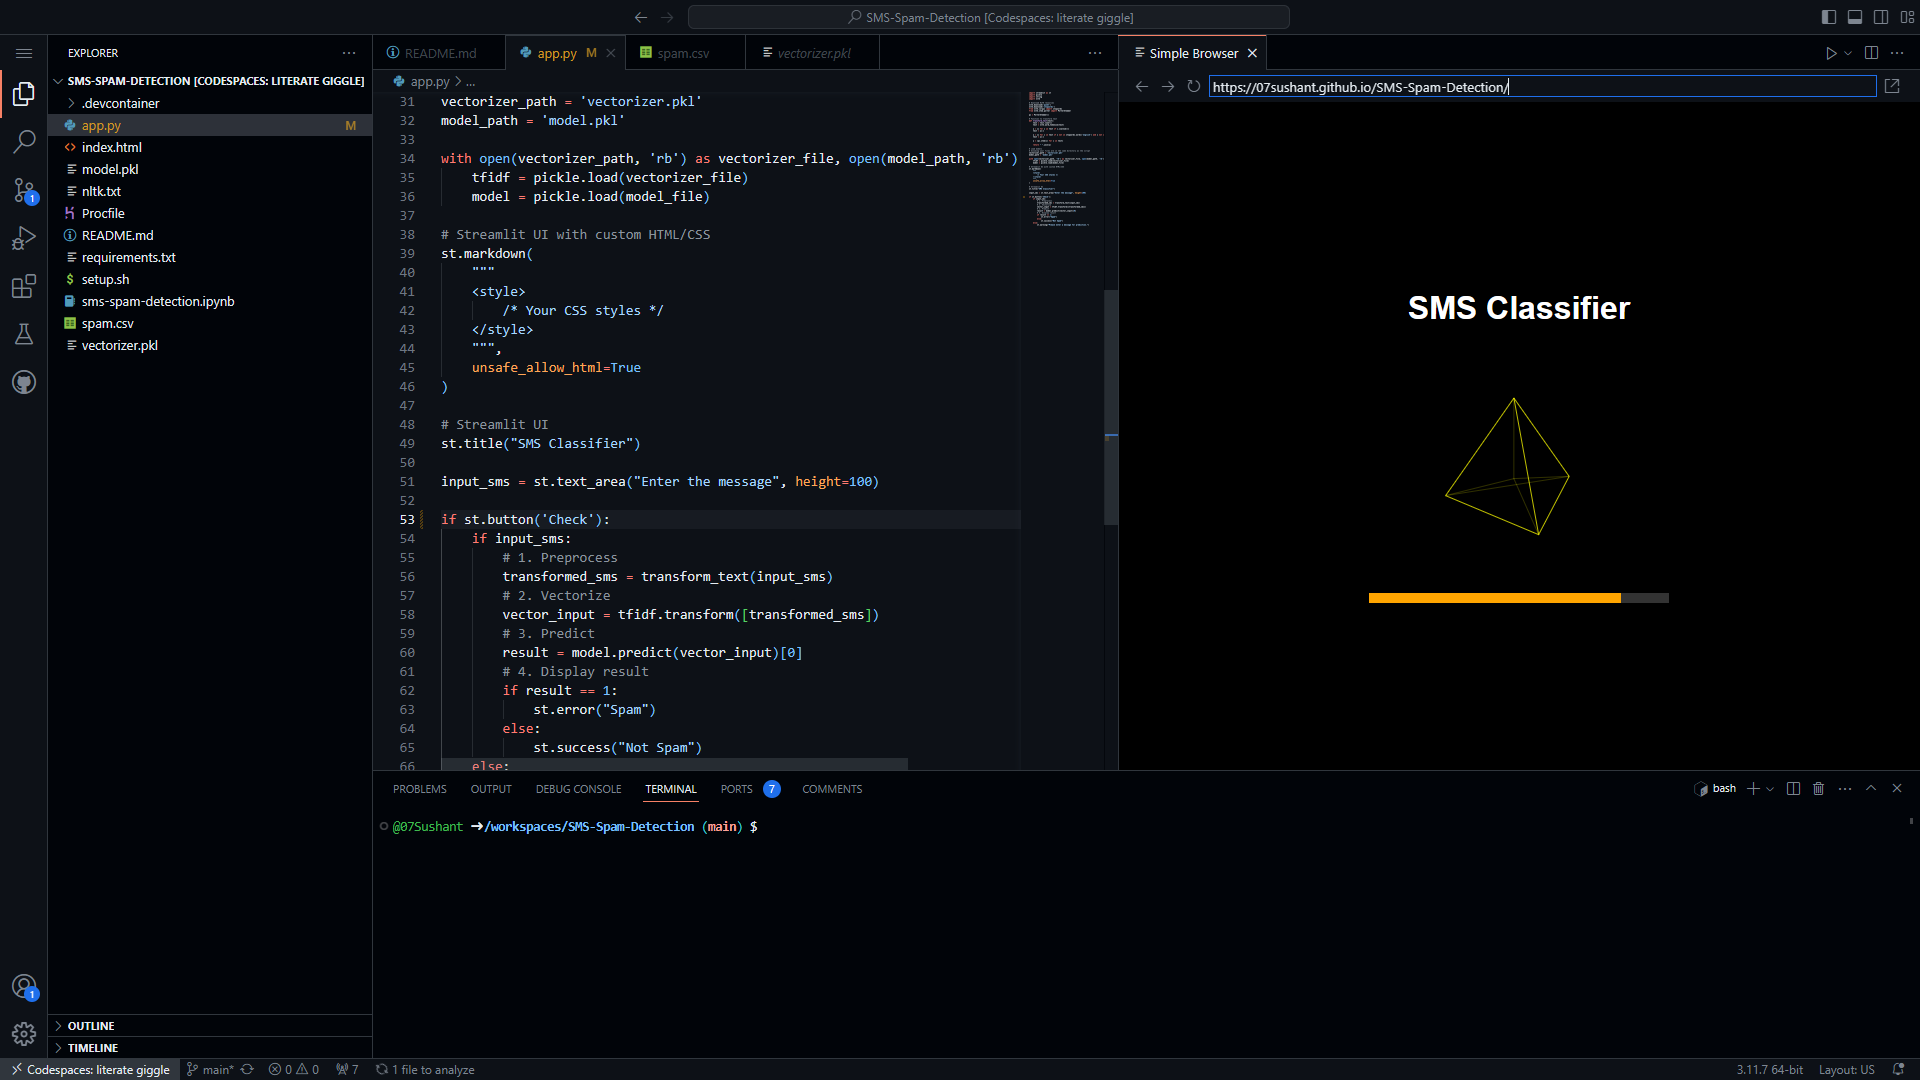 SMS-Spam-Detection [Codespaces: literate giggle]
EXPLORER
SMS-SPAM-DETECTION [CODESPACES: LITERATE GIGGLE]
.devcontainer
app.py M
index.html
model.pkl
nltk.txt
Procfile
README.md
requirements.txt
setup.sh
sms-spam-detection.ipynb
spam.csv
vectorizer.pkl
OUTLINE
TIMELINE
1
1
README.md
app.py M
spam.csv
vectorizer.pkl
app.py > ...
31 vectorizer_path = 'vectorizer.pkl'
32 model_path = 'model.pkl'
33
34 with open(vectorizer_path, 'rb') as vectorizer_file, open(model_path, 'rb')
35 tfidf = pickle.load(vectorizer_file)
36 model = pickle.load(model_file)
37
38 # Streamlit UI with custom HTML/CSS
39 st.markdown(
40 """
41 <style>
42 /* Your CSS styles */
43 </style>
44 """,
45 unsafe_allow_html=True
46 )
47
48 # Streamlit UI
49 st.title("SMS Classifier")
50
51 input_sms = st.text_area("Enter the message", height=100)
52
53 if st.button('Check'):
54 if input_sms:
55 # 1. Preprocess
56 transformed_sms = transform_text(input_sms)
57 # 2. Vectorize
58 vector_input = tfidf.transform([transformed_sms])
59 # 3. Predict
60 result = model.predict(vector_input)[0]
61 # 4. Display result
62 if result == 1:
63 st.error("Spam")
64 else:
65 st.success("Not Spam")
66 else:
Simple Browser
https://07sushant.github.io/SMS-Spam-Detection/
SMS Classifier
PROBLEMS OUTPUT DEBUG CONSOLE TERMINAL PORTS 7 COMMENTS
bash
@07Sushant ➜/workspaces/SMS-Spam-Detection (main) $
Codespaces: literate giggle main* 0 0 7 1 file to analyze
3.11.7 64-bit Layout: US